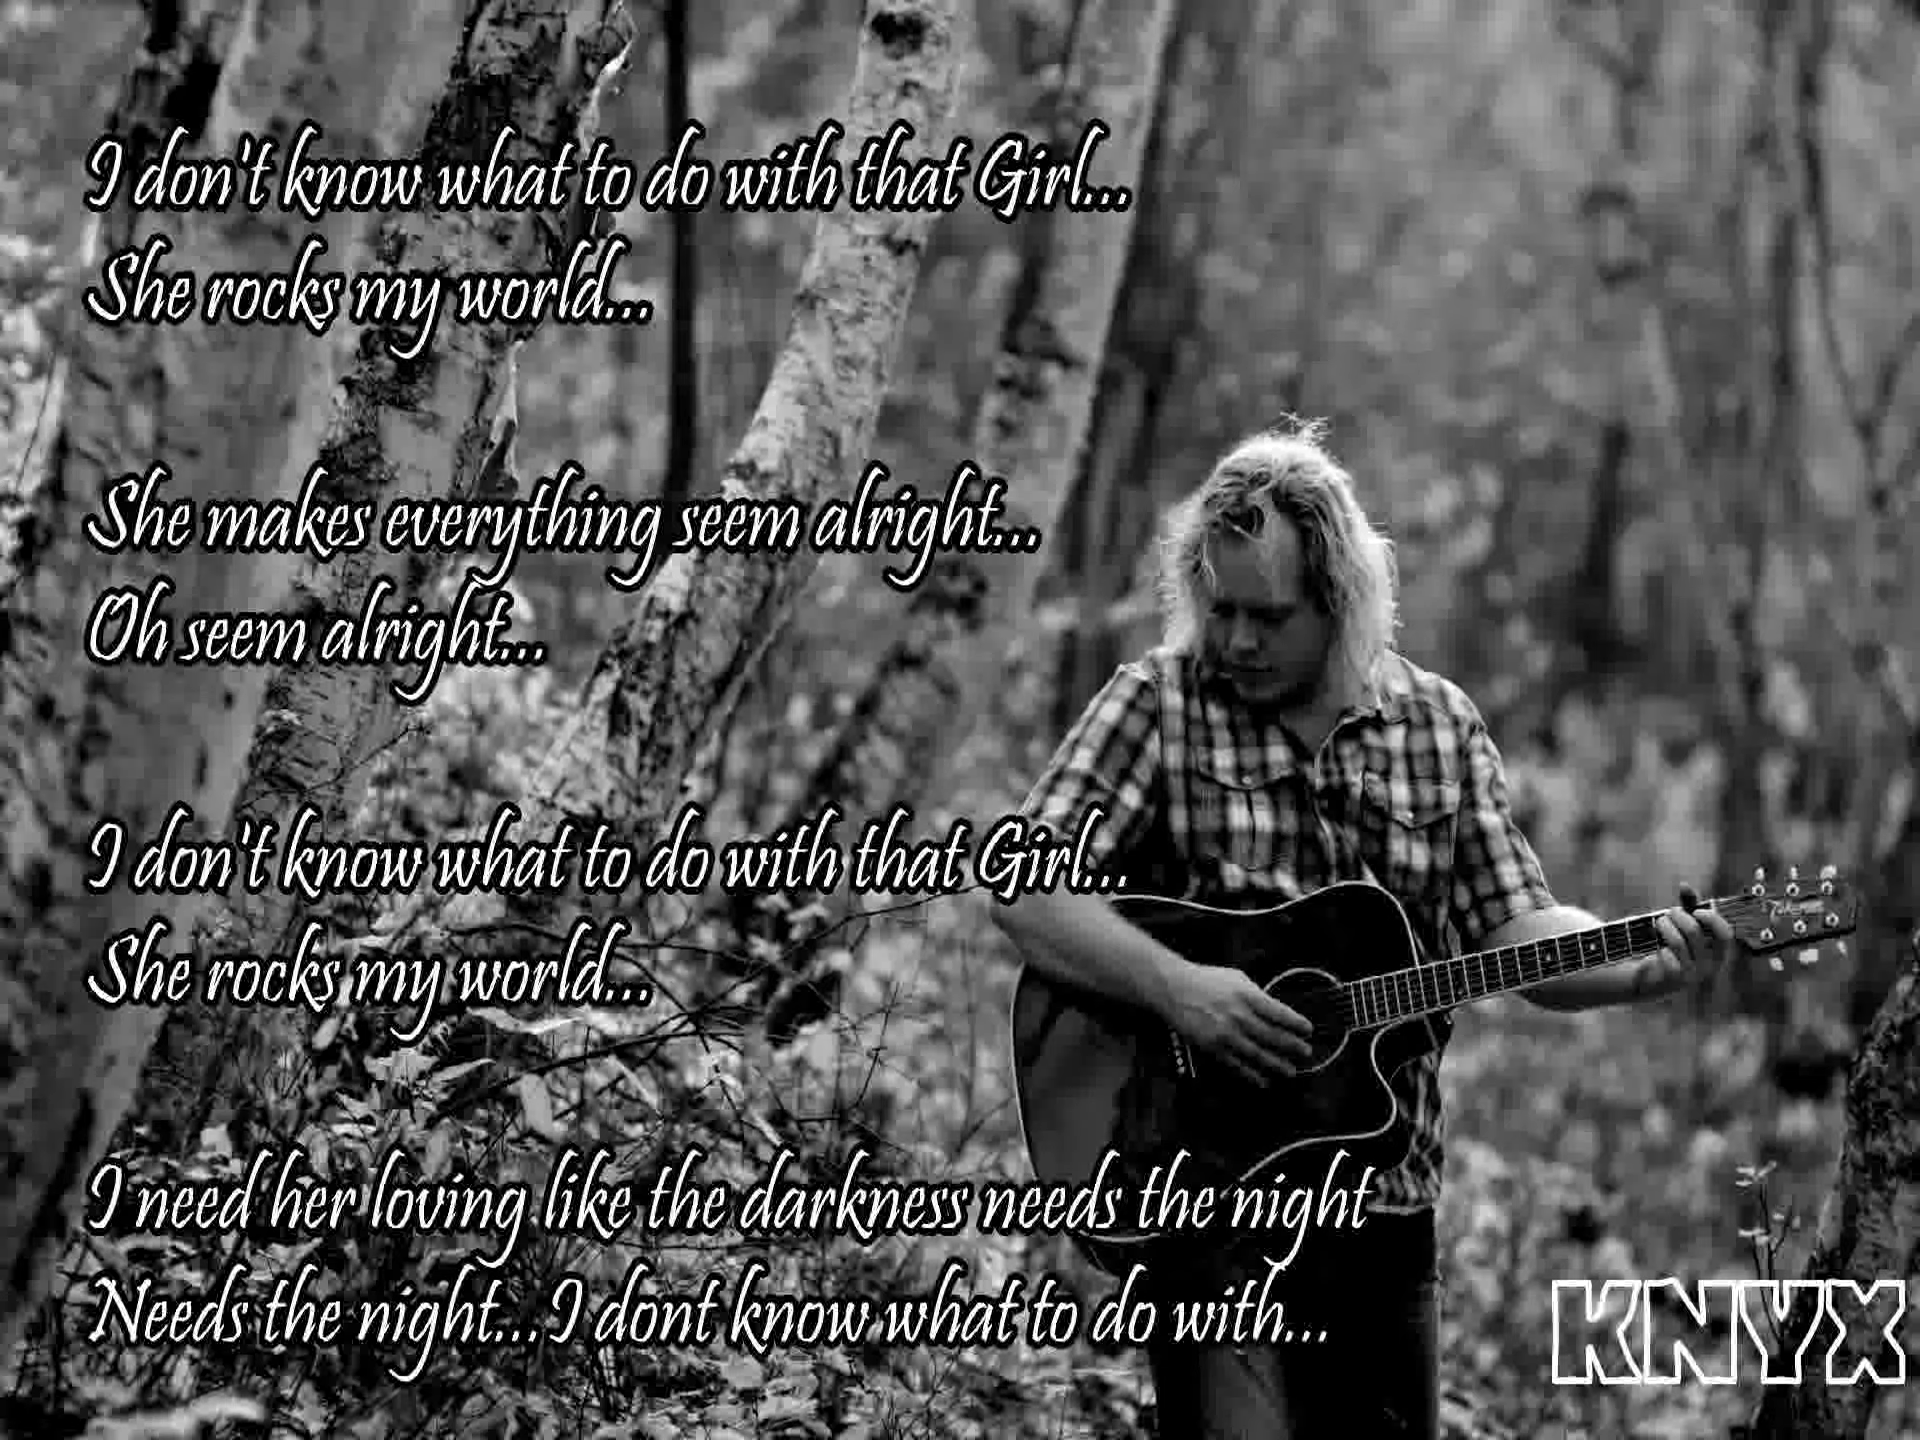 I don't know what to do with that Girl...
She rocks my world...
She makes everything seem alright...
Oh seem alright...
I don't know what to do with that Girl...
She rocks my world...
I need her loving like the darkness needs the night
Needs the night... I dont know what to do with...
KNYX